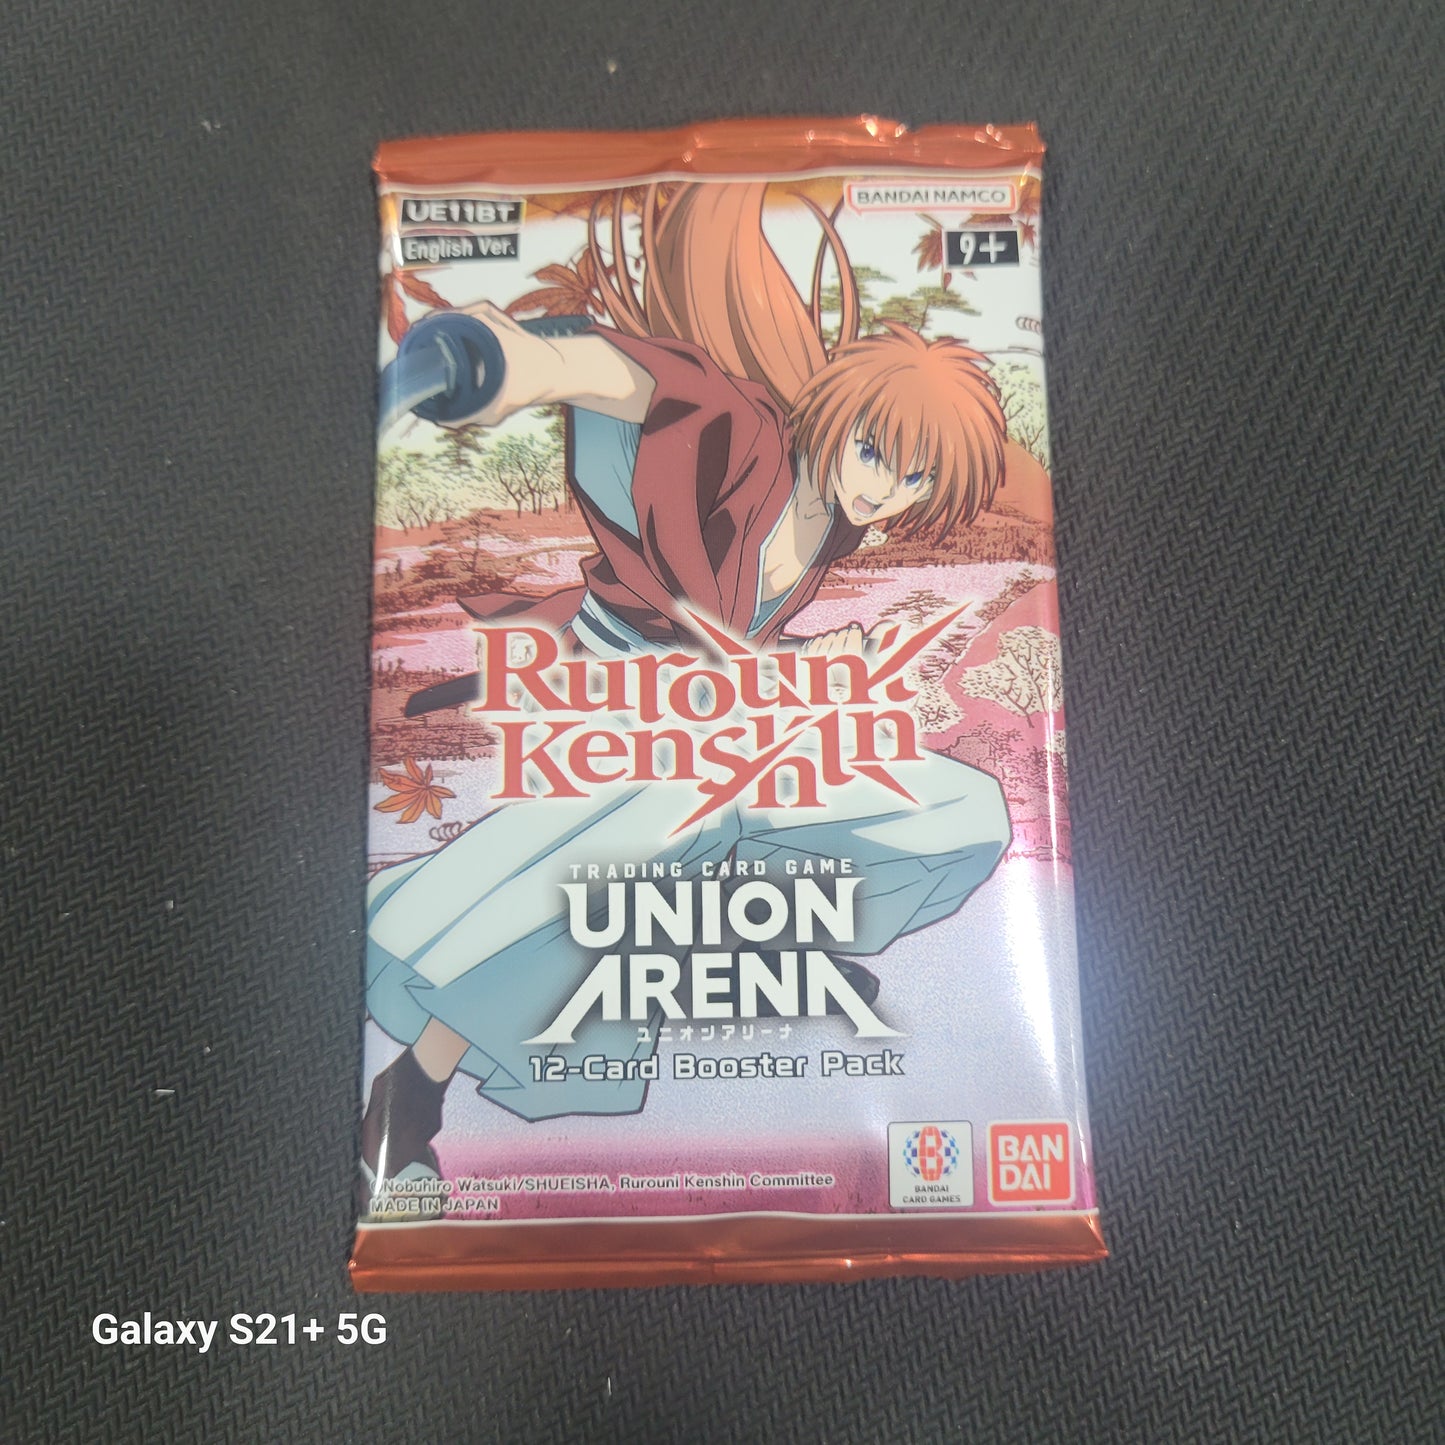 UE11BT
English Ver.
BANDAI NAMCO
9+
Rurouni
Kenshin
TRADING CARD GAME
UNION
ARENA
ユニオンアリーナ
12-Card Booster Pack
BANDAI
CARD GAMES
BAN
DAI
©Nobuhiro Watsuki/SHUEISHA, Rurouni Kenshin Committee
MADE IN JAPAN
Galaxy S21+ 5G